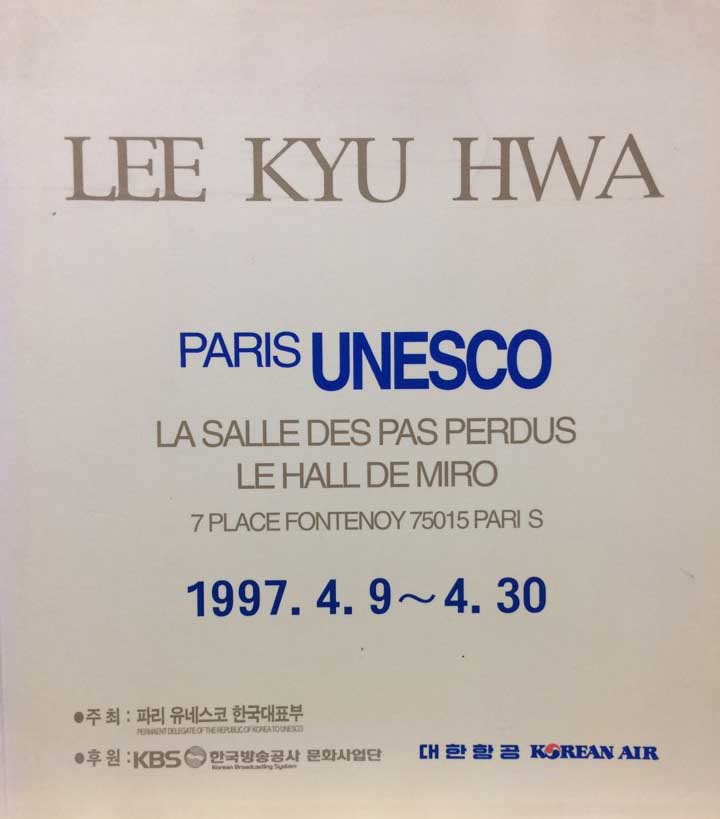 LEE KYU HWA
PARIS UNESCO
LA SALLE DES PAS PERDUS
LE HALL DE MIRO
7 PLACE FONTENOY 75015 PARI S
1997. 4. 9～4. 30
●주최 : 파리 유네스코 한국대표부
PERMAENT DELEGATE OF THE REPUBLIC OF KOREA TO UNESCO
●후원 : KBS 한국방송공사 문화사업단 대한항공 KOREAN AIR
Korean Broadcasting System